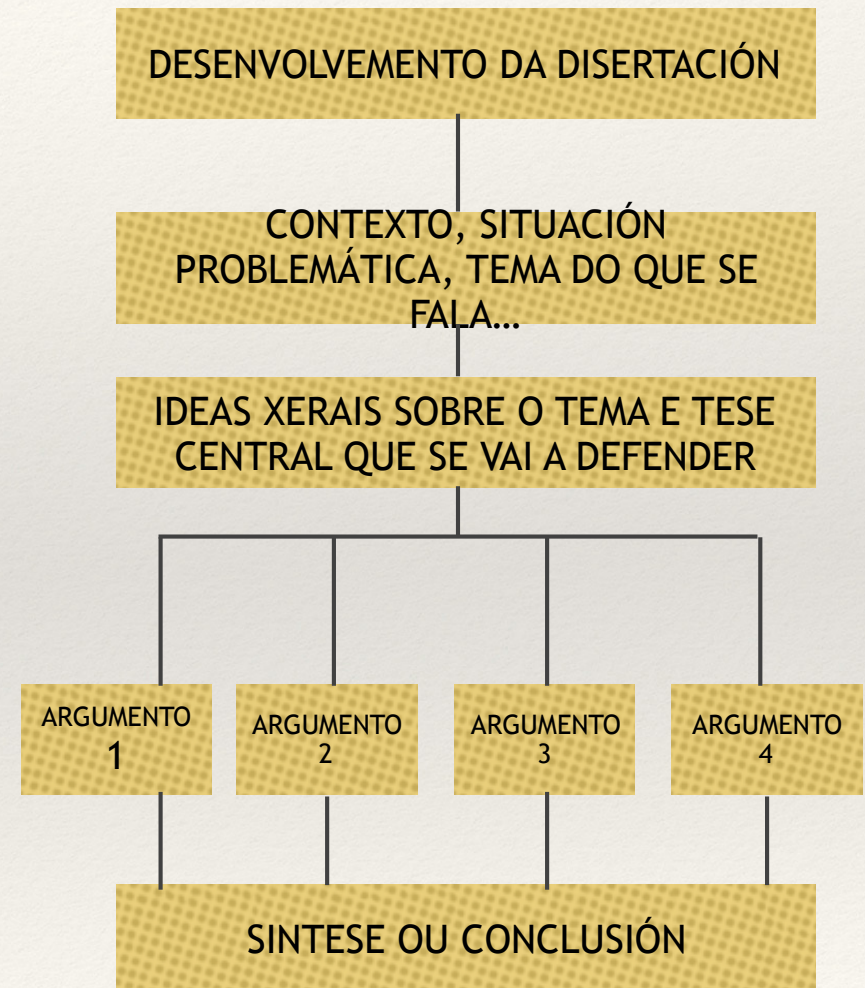 DESENVOLVEMENTO DA DISERTACIÓN
CONTEXTO, SITUACIÓN
PROBLEMÁTICA, TEMA DO QUE SE
FALA…
IDEAS XERAIS SOBRE O TEMA E TESE
CENTRAL QUE SE VAI A DEFENDER
ARGUMENTO
1
ARGUMENTO
2
ARGUMENTO
3
ARGUMENTO
4
SINTESE OU CONCLUSIÓN